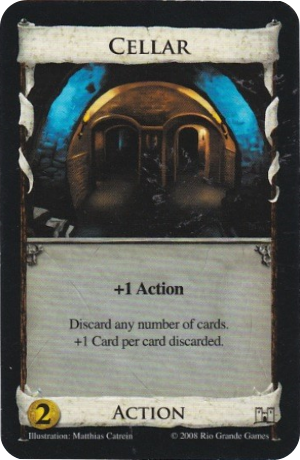 CELLAR
+1 Action
Discard any number of cards.
+1 Card per card discarded.
2 ACTION
Illustration: Matthias Catrein © 2008 Rio Grande Games